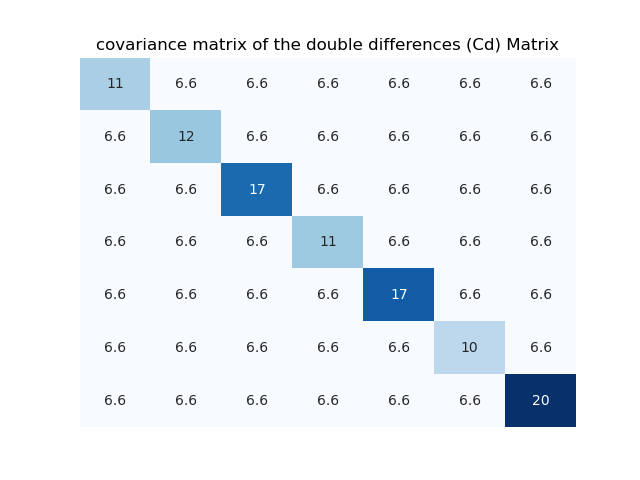 covariance matrix of the double differences (Cd) Matrix
11 6.6 6.6 6.6 6.6 6.6 6.6
6.6 12 6.6 6.6 6.6 6.6 6.6
6.6 6.6 17 6.6 6.6 6.6 6.6
6.6 6.6 6.6 11 6.6 6.6 6.6
6.6 6.6 6.6 6.6 17 6.6 6.6
6.6 6.6 6.6 6.6 6.6 10 6.6
6.6 6.6 6.6 6.6 6.6 6.6 20